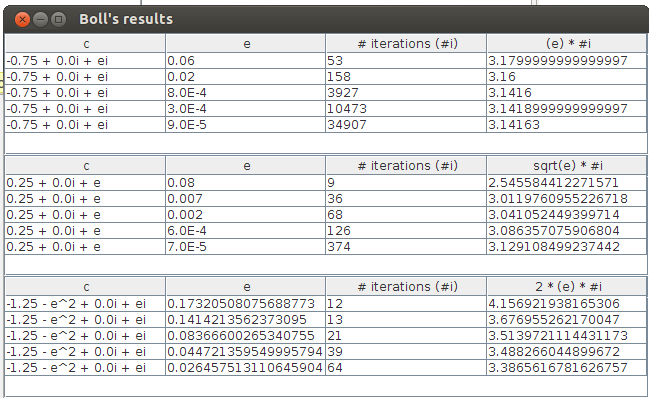 Boll's results
c e # iterations (#i) (e) * #i
-0.75 + 0.0i + ei 0.06 53 3.1799999999999997
-0.75 + 0.0i + ei 0.02 158 3.16
-0.75 + 0.0i + ei 8.0E-4 3927 3.1416
-0.75 + 0.0i + ei 3.0E-4 10473 3.1418999999999997
-0.75 + 0.0i + ei 9.0E-5 34907 3.14163
c e # iterations (#i) sqrt(e) * #i
0.25 + 0.0i + e 0.08 9 2.545584412271571
0.25 + 0.0i + e 0.007 36 3.0119760955226718
0.25 + 0.0i + e 0.002 68 3.041052449399714
0.25 + 0.0i + e 6.0E-4 126 3.086357075906804
0.25 + 0.0i + e 7.0E-5 374 3.129108499237442
c e # iterations (#i) 2 * (e) * #i
-1.25 - e^2 + 0.0i + ei 0.17320508075688773 12 4.156921938165306
-1.25 - e^2 + 0.0i + ei 0.1414213562373095 13 3.676955262170047
-1.25 - e^2 + 0.0i + ei 0.08366600265340755 21 3.5139721114431173
-1.25 - e^2 + 0.0i + ei 0.044721359549995794 39 3.488266044899672
-1.25 - e^2 + 0.0i + ei 0.026457513110645904 64 3.3865616781626757